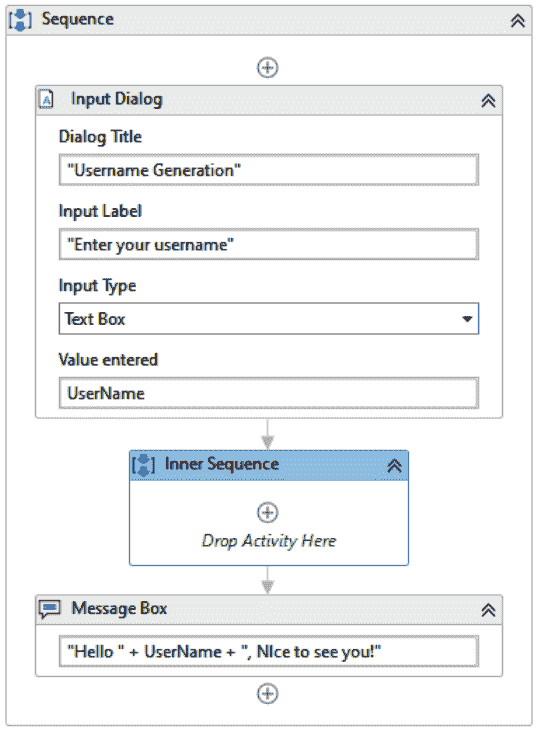 Sequence
Input Dialog
Dialog Title
"Username Generation"
Input Label
"Enter your username"
Input Type
Text Box
Value entered
UserName
Inner Sequence
Drop Activity Here
Message Box
"Hello " + UserName + ", NIce to see you!"